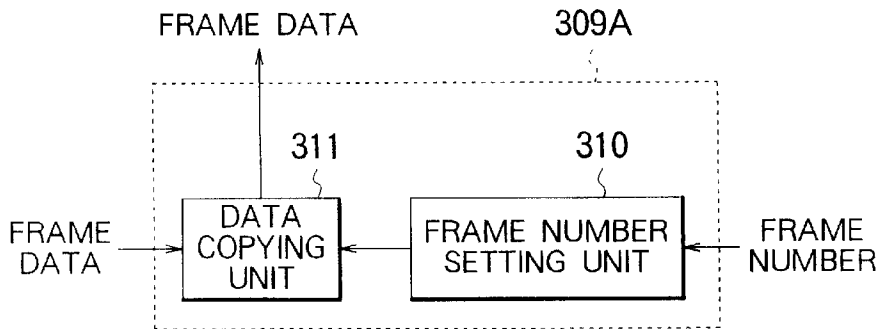 FRAME DATA
309A
311
310
FRAME
DATA
DATA
COPYING
UNIT
FRAME NUMBER
SETTING UNIT
FRAME
NUMBER